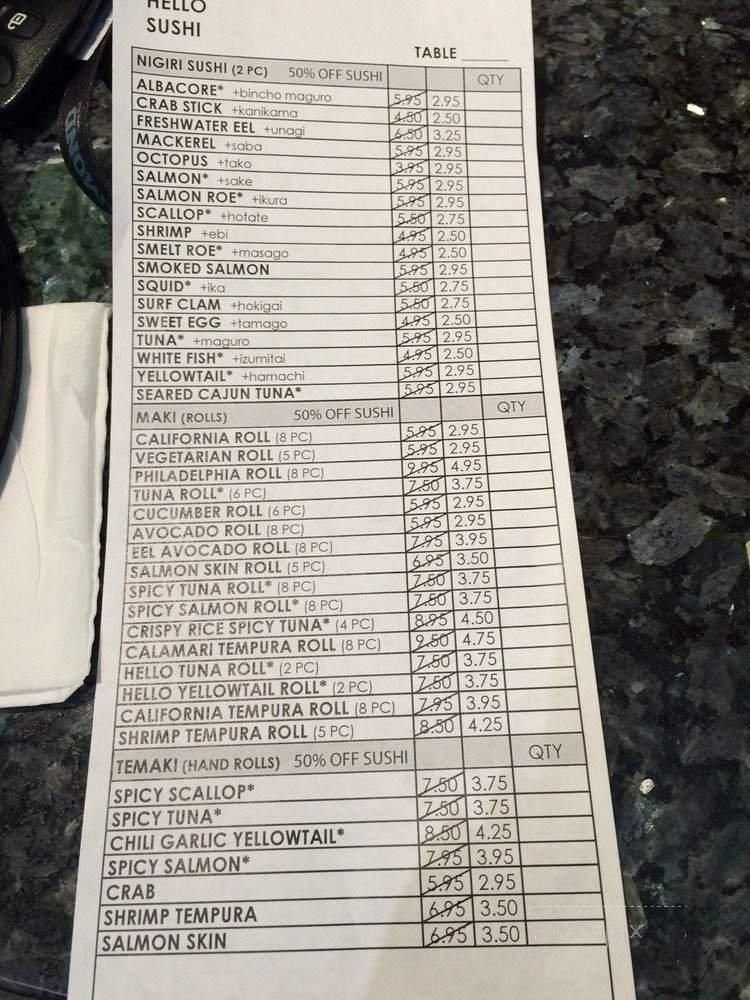 HELLO
SUSHI
TABLE ______
NIGIRI SUSHI (2 PC) 50% OFF SUSHI QTY
ALBACORE* +bincho maguro 5.95 2.95
CRAB STICK +kanikama 4.50 2.50
FRESHWATER EEL +unagi 6.50 3.25
MACKEREL +saba 5.95 2.95
OCTOPUS +tako 3.95 2.95
SALMON* +sake 5.95 2.95
SALMON ROE* +ikura 5.95 2.95
SCALLOP* +hotate 5.50 2.75
SHRIMP +ebi 4.95 2.50
SMELT ROE* +masago 4.95 2.50
SMOKED SALMON 5.95 2.95
SQUID* +ika 5.50 2.75
SURF CLAM +hokigai 5.50 2.75
SWEET EGG +tamago 4.95 2.50
TUNA* +maguro 5.95 2.95
WHITE FISH* +izumitai 4.95 2.50
YELLOWTAIL* +hamachi 5.95 2.95
SEARED CAJUN TUNA* 5.95 2.95
MAKI (ROLLS) 50% OFF SUSHI QTY
CALIFORNIA ROLL (8 PC) 5.95 2.95
VEGETARIAN ROLL (5 PC) 5.95 2.95
PHILADELPHIA ROLL (8 PC) 9.95 4.95
TUNA ROLL* (6 PC) 7.50 3.75
CUCUMBER ROLL (6 PC) 5.95 2.95
AVOCADO ROLL (8 PC) 5.95 2.95
EEL AVOCADO ROLL (8 PC) 7.95 3.95
SALMON SKIN ROLL (5 PC) 6.95 3.50
SPICY TUNA ROLL* (8 PC) 7.50 3.75
SPICY SALMON ROLL* (8 PC) 7.50 3.75
CRISPY RICE SPICY TUNA* (4 PC) 8.95 4.50
CALAMARI TEMPURA ROLL (8 PC) 9.50 4.75
HELLO TUNA ROLL* (2 PC) 7.50 3.75
HELLO YELLOWTAIL ROLL* (2 PC) 7.50 3.75
CALIFORNIA TEMPURA ROLL (8 PC) 7.95 3.95
SHRIMP TEMPURA ROLL (5 PC) 8.50 4.25
TEMAKI (HAND ROLLS) 50% OFF SUSHI QTY
SPICY SCALLOP* 7.50 3.75
SPICY TUNA* 7.50 3.75
CHILI GARLIC YELLOWTAIL* 8.50 4.25
SPICY SALMON* 7.95 3.95
CRAB 5.95 2.95
SHRIMP TEMPURA 6.95 3.50
SALMON SKIN 6.95 3.50